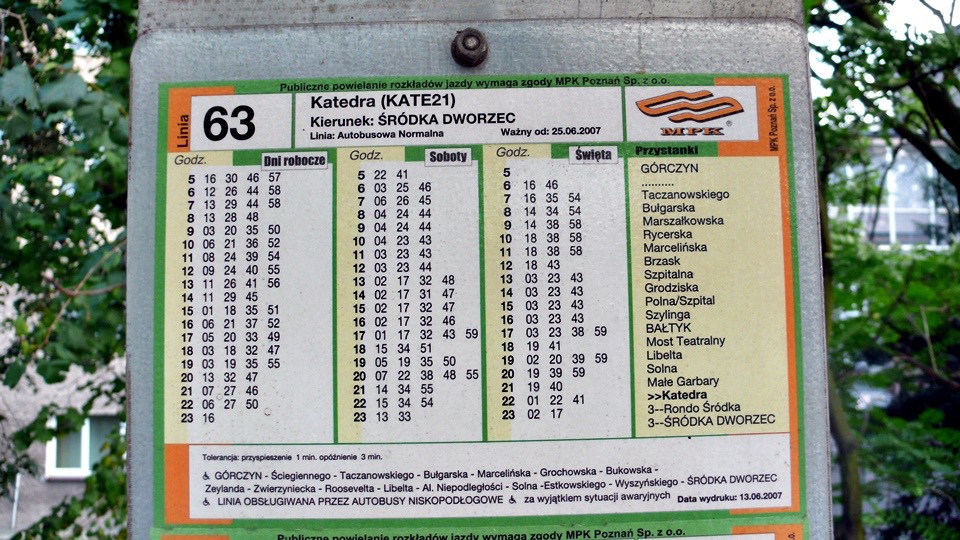 Publiczne powielanie rozkładów jazdy wymaga zgody MPK Poznań Sp. z o.o.
Linia
63
Katedra (KATE21)
Kierunek: ŚRÓDKA DWORZEC
Linia: Autobusowa Normalna Ważny od: 25.06.2007
MPK ®
MPK Poznań Sp. z o.o.
Godz. Dni robocze
5 16 30 46 57
6 12 26 44 58
7 13 29 44 58
8 13 28 48
9 03 20 35 50
10 06 21 36 52
11 08 24 39 54
12 09 24 40 55
13 11 26 41 56
14 11 29 45
15 01 18 35 51
16 06 21 37 52
17 05 20 33 49
18 03 18 32 47
19 03 19 35 55
20 13 32 47
21 07 27 46
22 06 27 50
23 16
Godz. Soboty
5 22 41
6 03 25 46
7 06 26 45
8 04 24 44
9 04 24 44
10 04 23 43
11 03 23 43
12 03 23 44
13 02 17 32 48
14 02 17 31 47
15 02 17 32 47
16 02 17 32 46
17 01 17 32 43 59
18 15 34 51
19 05 19 35 50
20 07 22 38 48 55
21 14 34 55
22 15 34 54
23 13 33
Godz. Święta
5
6 16 46
7 16 35 54
8 14 34 54
9 14 38 58
10 18 38 58
11 18 38 58
12 18 43
13 03 23 43
14 03 23 43
15 03 23 43
16 03 23 43
17 03 23 38 59
18 19 41
19 02 20 39 59
20 19 39 59
21 19 40
22 01 22 41
23 02 17
Przystanki
GÓRCZYN
..........
Taczanowskiego
Bułgarska
Marszałkowska
Rycerska
Marcelińska
Brzask
Szpitalna
Grodziska
Polna/Szpital
Szylinga
BAŁTYK
Most Teatralny
Libelta
Solna
Małe Garbary
>>Katedra
3--Rondo Śródka
3--ŚRÓDKA DWORZEC
Tolerancja: przyspieszenie 1 min. opóźnienie 3 min.
♿ GÓRCZYN - Ściegiennego - Taczanowskiego - Bułgarska - Marcelińska - Grochowska - Bukowska -
Zeylanda - Zwierzyniecka - Roosevelta - Libelta - Al. Niepodległości - Solna -Estkowskiego - Wyszyńskiego - ŚRÓDKA DWORZEC
♿ LINIA OBSŁUGIWANA PRZEZ AUTOBUSY NISKOPODŁOGOWE ♿ za wyjątkiem sytuacji awaryjnych Data wydruku: 13.06.2007
Publiczne powielanie rozkładów jazdy wymaga zgody MPK Poznań Sp. z o.o.